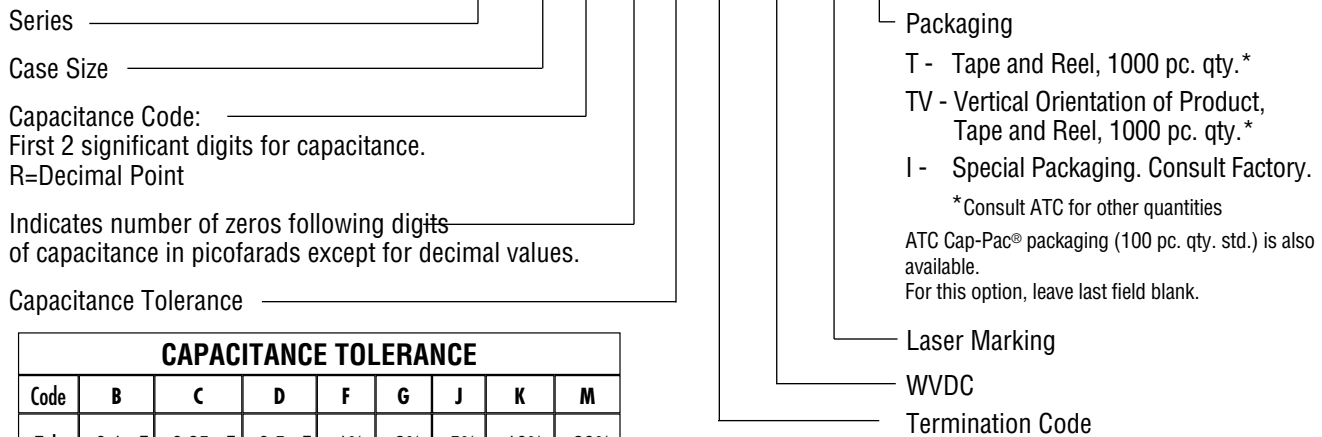 Series
Case Size
Capacitance Code:
First 2 significant digits for capacitance.
R=Decimal Point
Indicates number of zeros following digits
of capacitance in picofarads except for decimal values.
Capacitance Tolerance
CAPACITANCE TOLERANCE
Code B C D F G J K M
Packaging
T - Tape and Reel, 1000 pc. qty.*
TV - Vertical Orientation of Product,
Tape and Reel, 1000 pc. qty.*
I - Special Packaging. Consult Factory.
*Consult ATC for other quantities
ATC Cap-Pac® packaging (100 pc. qty. std.) is also
available.
For this option, leave last field blank.
Laser Marking
WVDC
Termination Code